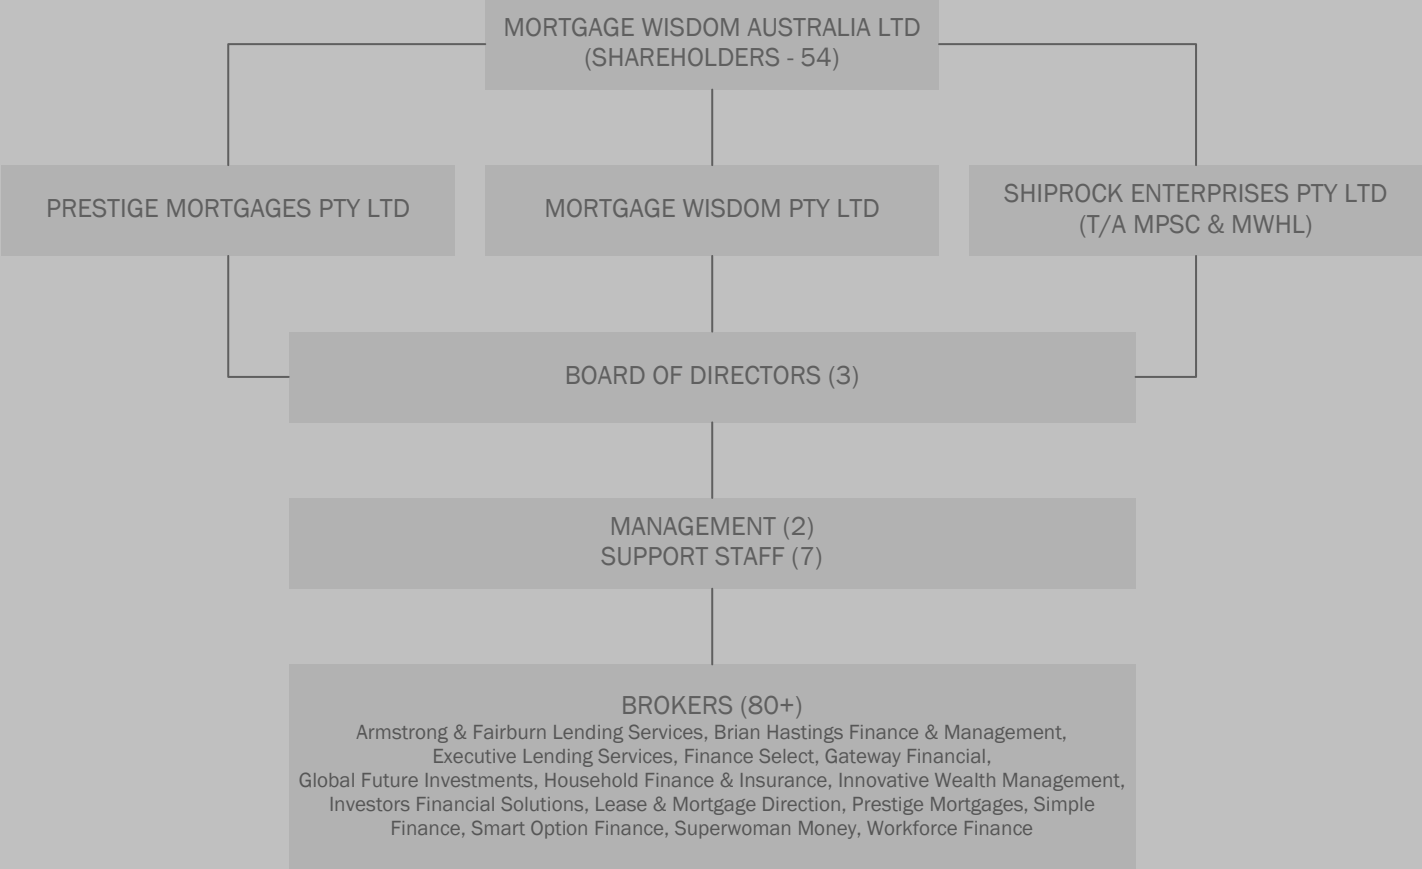 MORTGAGE WISDOM AUSTRALIA LTD
(SHAREHOLDERS - 54)
PRESTIGE MORTGAGES PTY LTD
MORTGAGE WISDOM PTY LTD
SHIPROCK ENTERPRISES PTY LTD
(T/A MPSC & MWHL)
BOARD OF DIRECTORS (3)
MANAGEMENT (2)
SUPPORT STAFF (7)
BROKERS (80+)
Armstrong & Fairburn Lending Services, Brian Hastings Finance & Management,
Executive Lending Services, Finance Select, Gateway Financial,
Global Future Investments, Household Finance & Insurance, Innovative Wealth Management,
Investors Financial Solutions, Lease & Mortgage Direction, Prestige Mortgages, Simple
Finance, Smart Option Finance, Superwoman Money, Workforce Finance